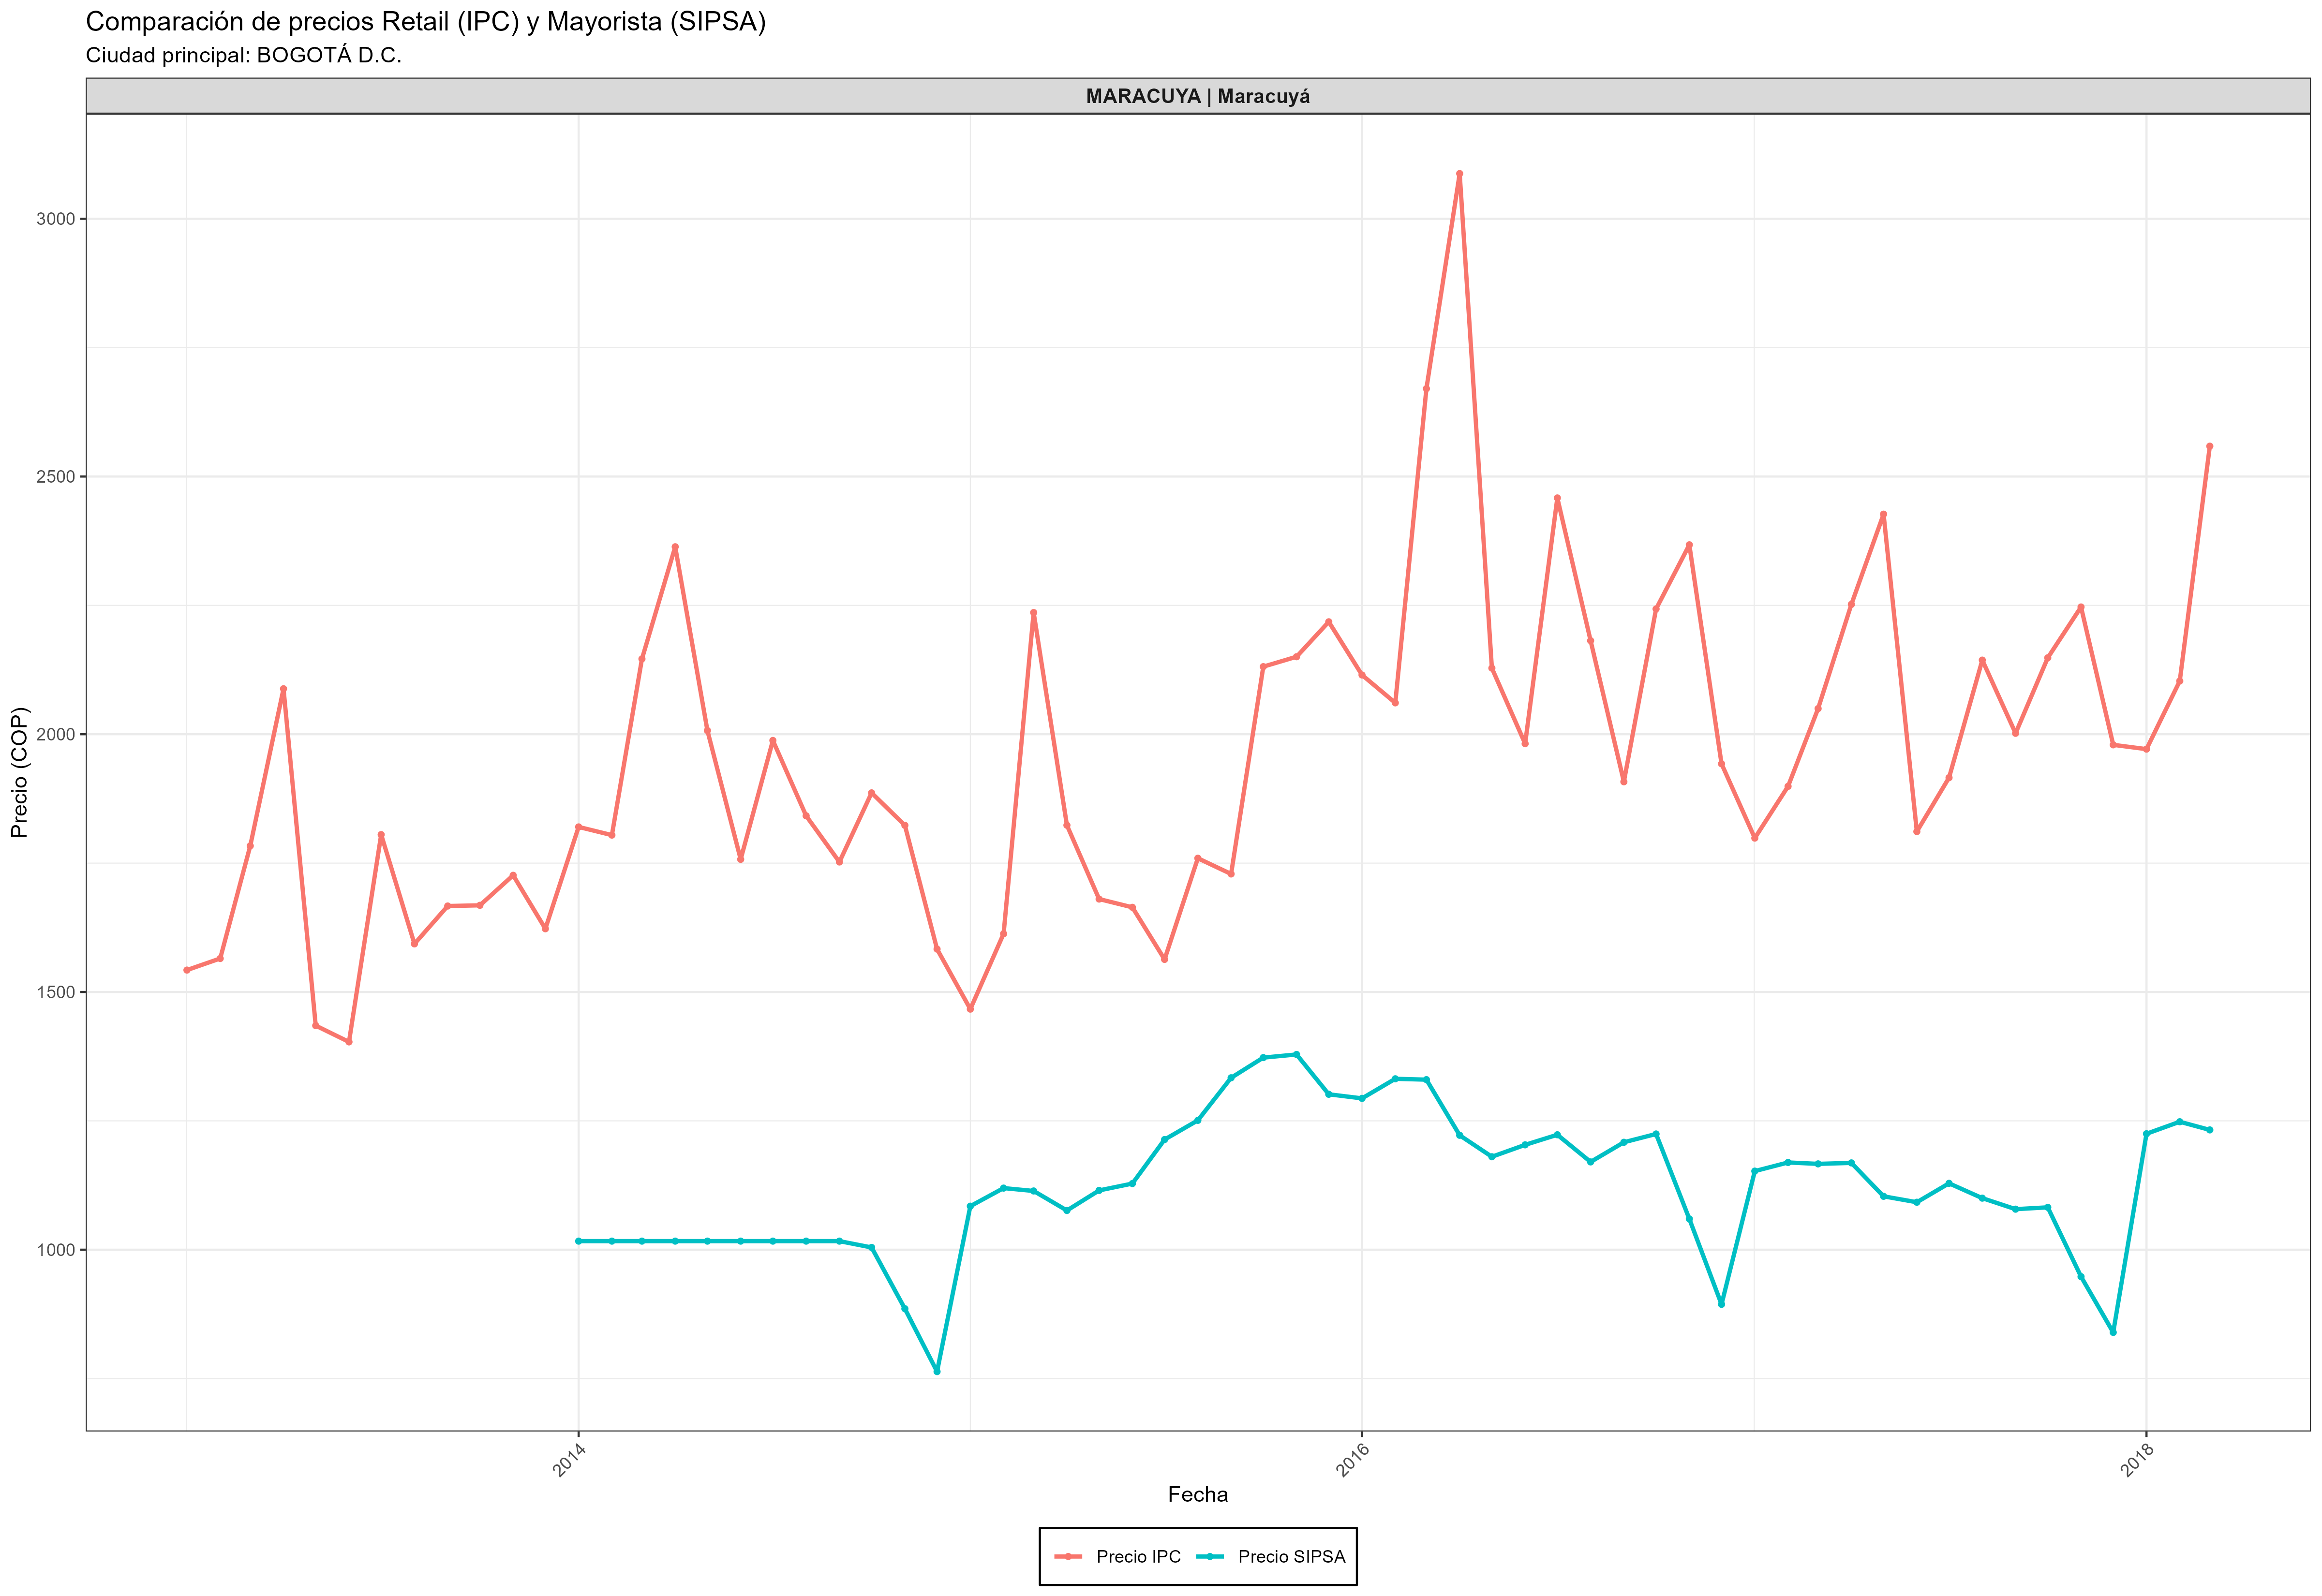 Comparación de precios Retail (IPC) y Mayorista (SIPSA)
Ciudad principal: BOGOTÁ D.C.
MARACUYA | Maracuyá
Precio (COP)
3000
2500
2000
1500
1000
2014
2016
2018
Fecha
Precio IPC
Precio SIPSA